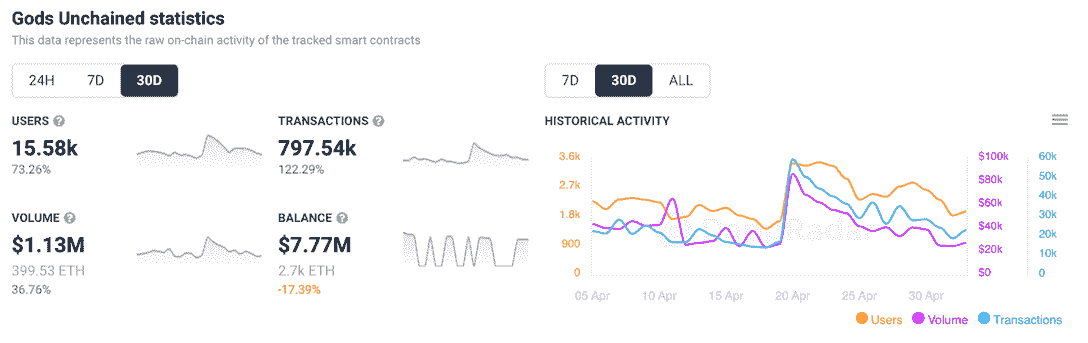 Gods Unchained statistics
This data represents the raw on-chain activity of the tracked smart contracts
24H 7D 30D
7D 30D ALL
USERS ?
15.58k
73.26%
TRANSACTIONS ?
797.54k
122.29%
VOLUME ?
$1.13M
399.53 ETH
36.76%
BALANCE ?
$7.77M
2.7k ETH
-17.39%
HISTORICAL ACTIVITY
3.6k $100k 60k
2.7k $80k 50k
$60k 40k
1.8k 30k
$40k 20k
900 $20k 10k
0 $0 0
Radar
05 Apr 10 Apr 15 Apr 20 Apr 25 Apr 30 Apr
Users Volume Transactions